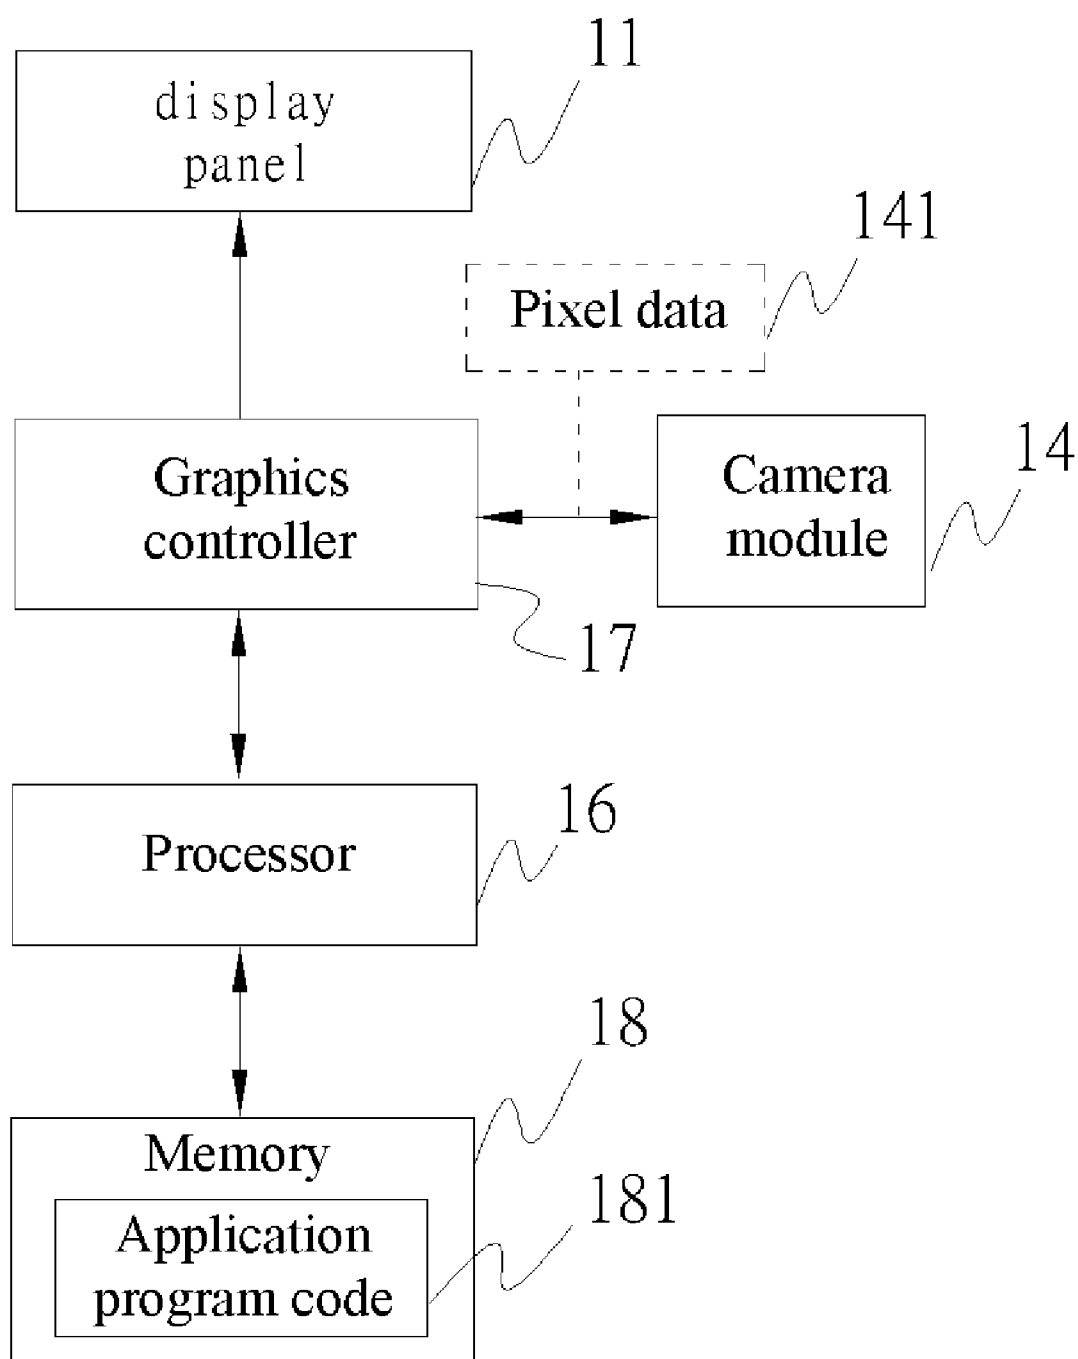 11
display
panel
141
Pixel data
14
Graphics
controller
Camera
module
17
16
Processor
18
Memory
181
Application
program code